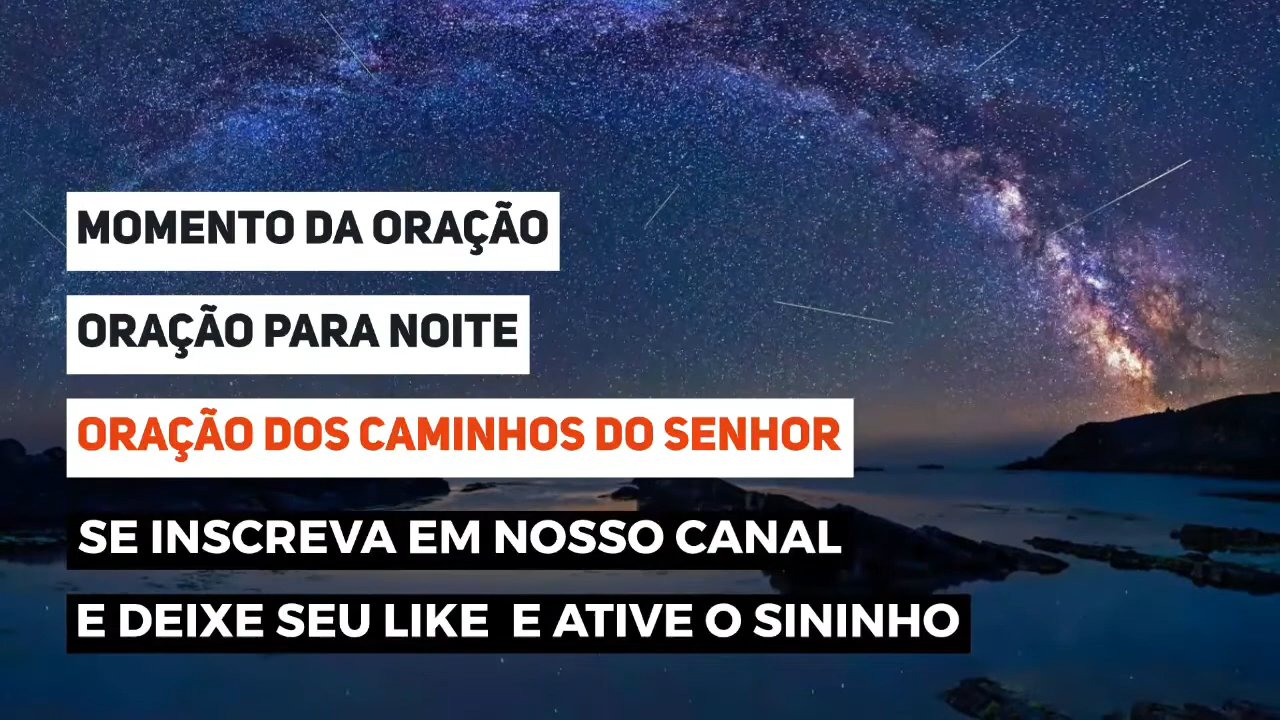 MOMENTO DA ORAÇÃO
ORAÇÃO PARA NOITE
ORAÇÃO DOS CAMINHOS DO SENHOR
SE INSCREVA EM NOSSO CANAL
E DEIXE SEU LIKE E ATIVE O SININHO